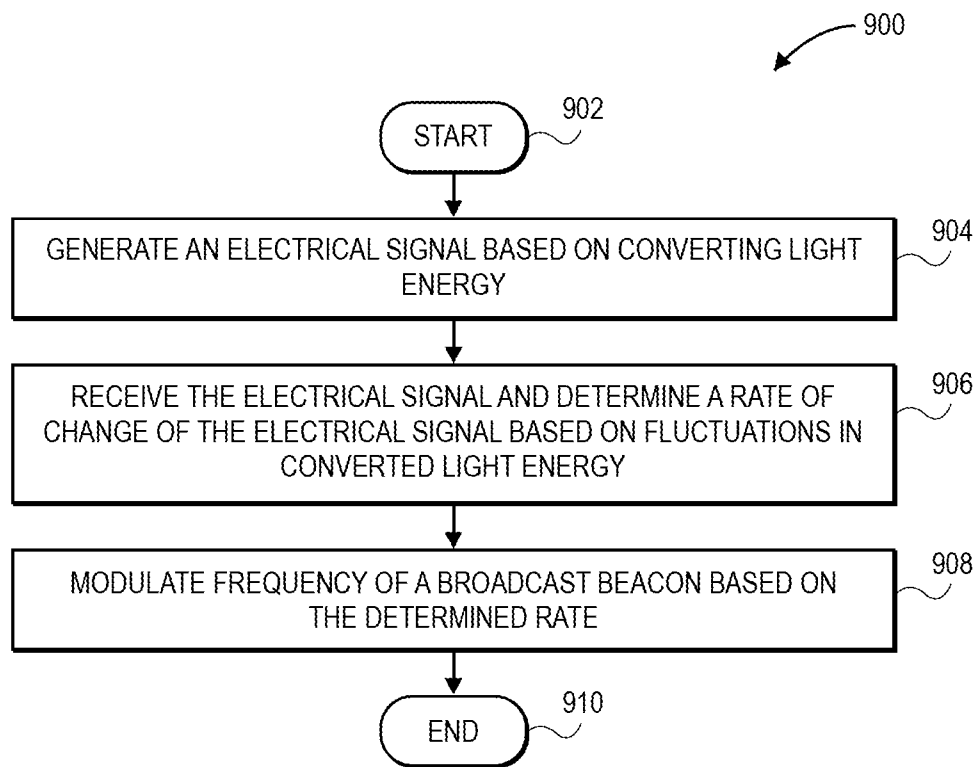 900
START
902
GENERATE AN ELECTRICAL SIGNAL BASED ON CONVERTING LIGHT
ENERGY
904
RECEIVE THE ELECTRICAL SIGNAL AND DETERMINE A RATE OF
CHANGE OF THE ELECTRICAL SIGNAL BASED ON FLUCTUATIONS IN
CONVERTED LIGHT ENERGY
906
MODULATE FREQUENCY OF A BROADCAST BEACON BASED ON
THE DETERMINED RATE
908
END
910